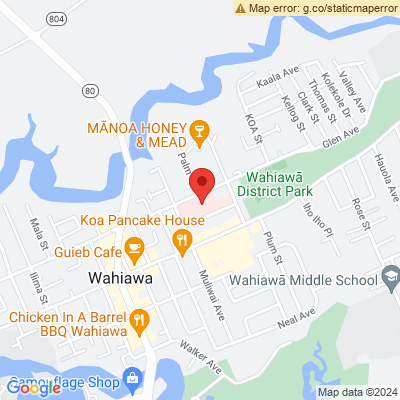 Map error: g.co/staticmaperror
804
80
Kaala Ave
Valley Ave
Kolekole Dr
Thomas St
Clark St
Kellog St
KOA St
Glen Ave
MĀNOA HONEY
& MEAD
Palm
Wahiawā
District Park
Hauola Ave
Rose St
Iho Iho Pl
Koa Pancake House
Mala St
Guieb Cafe
Plum St
Ilima St
Wahiawa
Wahiawā Middle School
Muliwai Ave
Chicken In A Barrel
BBQ Wahiawa
Neal Ave
Walker Ave
Camouflage Shop
Google
Map data ©2024